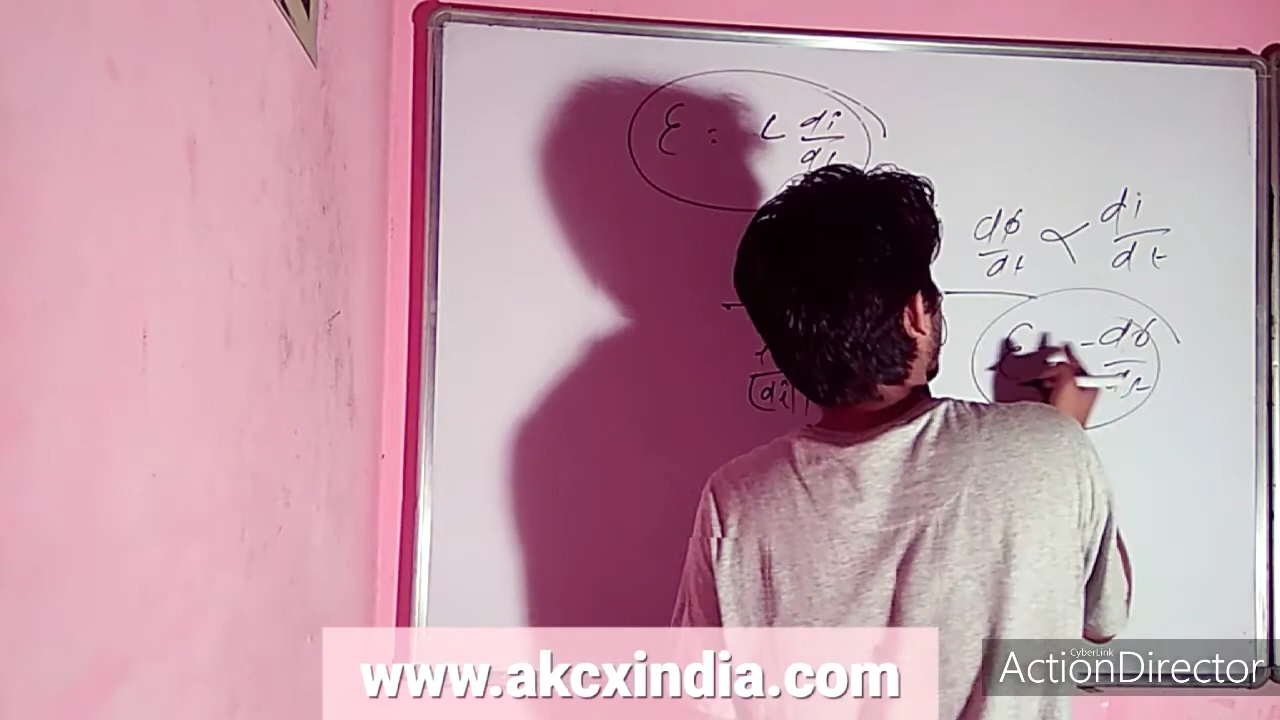 ε = L di/dt
dφ/dt ∝ di/dt
- dφ/dt
www.akcxindia.com
CyberLink
ActionDirector